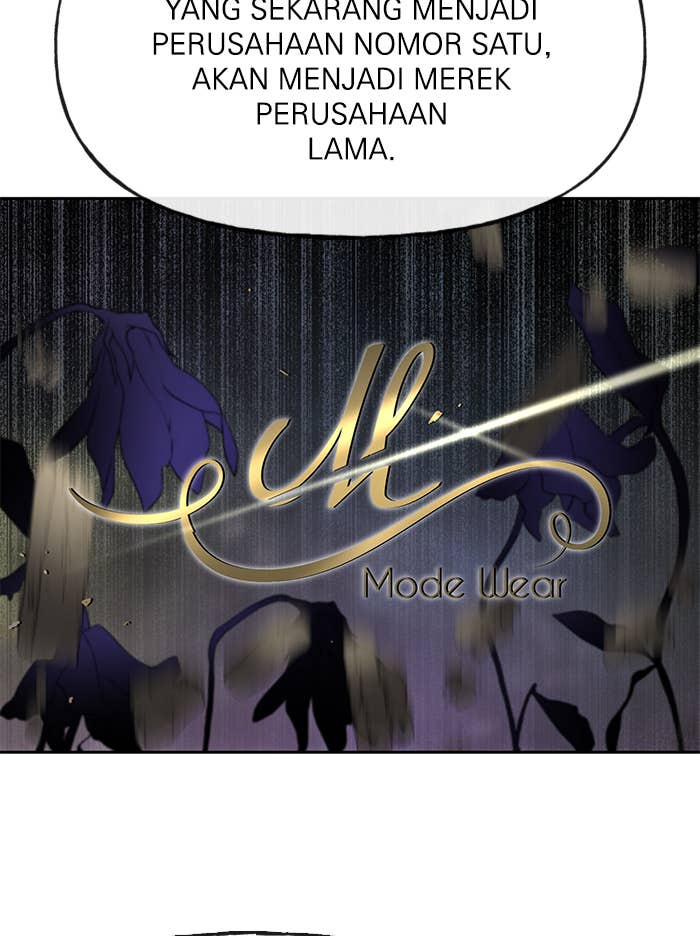 YANG SEKARANG MENJADI
PERUSAHAAN NOMOR SATU,
AKAN MENJADI MEREK
PERUSAHAAN
LAMA.
M
Mode Wear